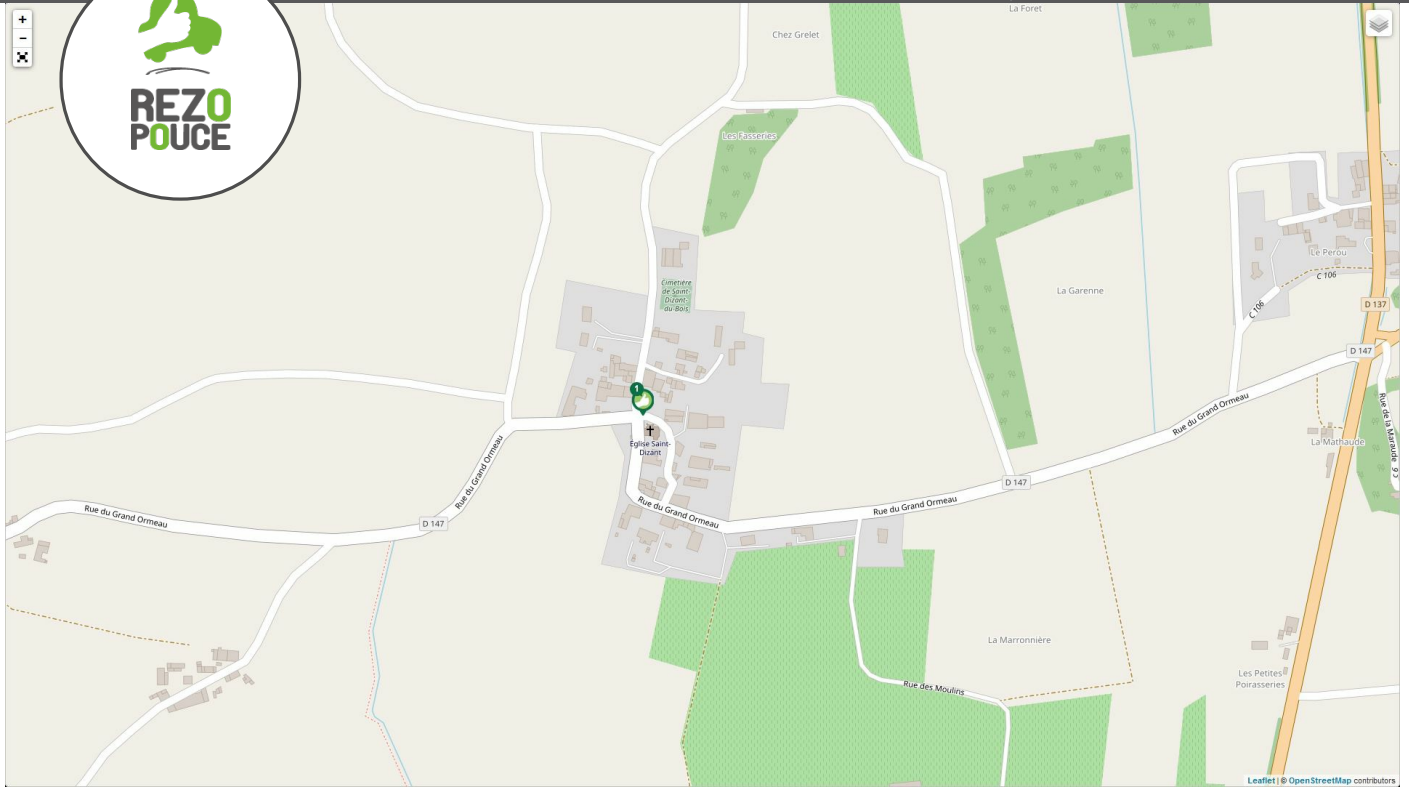 +
−
REZO
POUCE
La Foret
Chez Grelet
Les Fasseries
Le Pérou
C 106
C 106
Cimetière
de Saint-
Dizant-
du-Bois
La Garenne
D 137
D 147
1
Rue du Grand Ormeau
Rue de la Maraude
C 6
Église Saint-
Dizant
La Mathaude
Rue du Grand Ormeau
D 147
Rue du Grand Ormeau
Rue du Grand Ormeau
Rue du Grand Ormeau
D 147
La Marronnière
Les Petites
Poirasseries
Rue des Moulins
Leaflet | © OpenStreetMap contributors